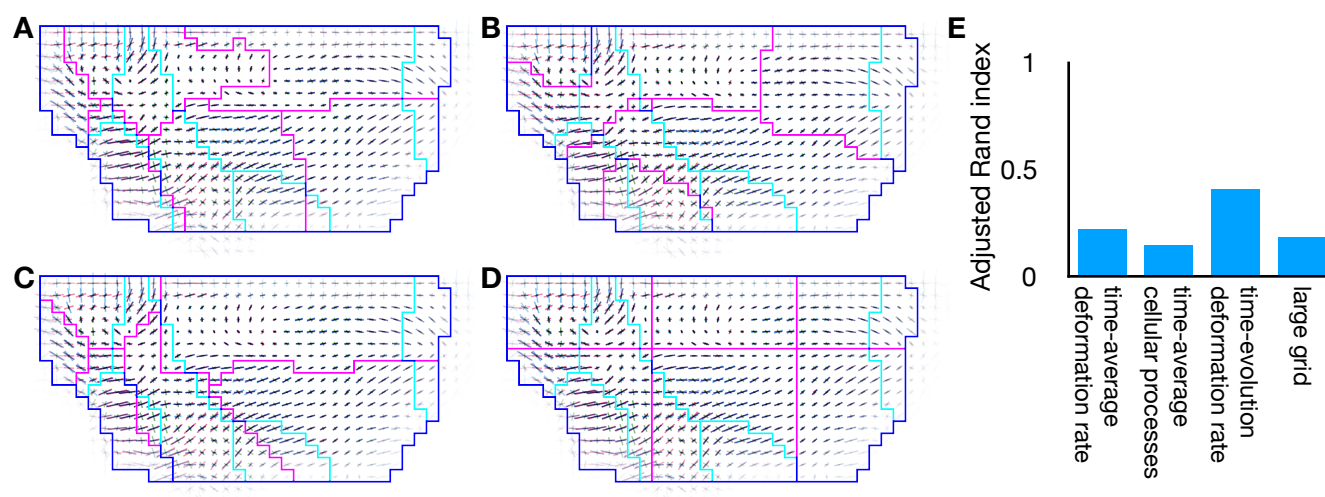 A
B
E
C
D
Adjusted Rand index
1
0.5
0
time-average
deformation rate
time-average
cellular processes
time-evolution
deformation rate
large grid